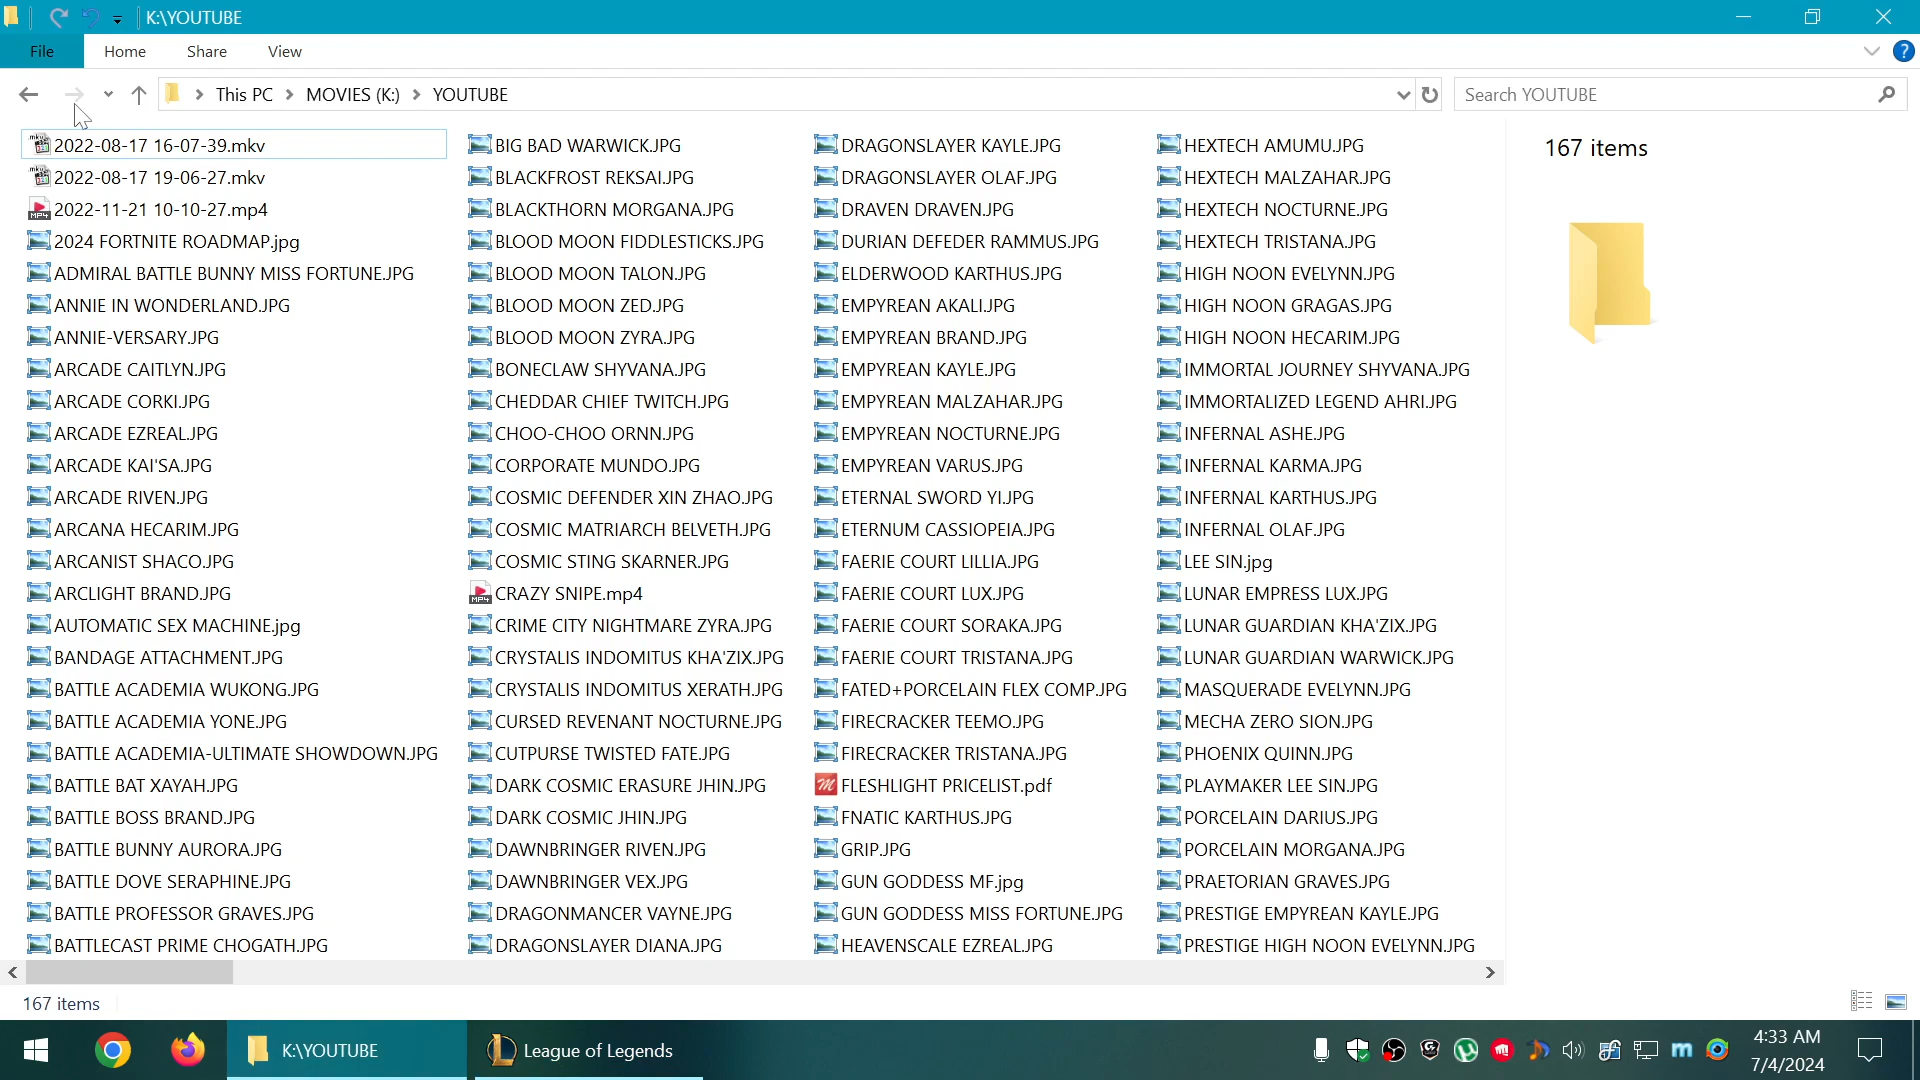 K:\YOUTUBE
File Home Share View
This PC > MOVIES (K:) > YOUTUBE
Search YOUTUBE
2022-08-17 16-07-39.mkv
2022-08-17 19-06-27.mkv
2022-11-21 10-10-27.mp4
2024 FORTNITE ROADMAP.jpg
ADMIRAL BATTLE BUNNY MISS FORTUNE.JPG
ANNIE IN WONDERLAND.JPG
ANNIE-VERSARY.JPG
ARCADE CAITLYN.JPG
ARCADE CORKI.JPG
ARCADE EZREAL.JPG
ARCADE KAI'SA.JPG
ARCADE RIVEN.JPG
ARCANA HECARIM.JPG
ARCANIST SHACO.JPG
ARCLIGHT BRAND.JPG
AUTOMATIC SEX MACHINE.jpg
BANDAGE ATTACHMENT.JPG
BATTLE ACADEMIA WUKONG.JPG
BATTLE ACADEMIA YONE.JPG
BATTLE ACADEMIA-ULTIMATE SHOWDOWN.JPG
BATTLE BAT XAYAH.JPG
BATTLE BOSS BRAND.JPG
BATTLE BUNNY AURORA.JPG
BATTLE DOVE SERAPHINE.JPG
BATTLE PROFESSOR GRAVES.JPG
BATTLECAST PRIME CHOGATH.JPG
BIG BAD WARWICK.JPG
BLACKFROST REKSAI.JPG
BLACKTHORN MORGANA.JPG
BLOOD MOON FIDDLESTICKS.JPG
BLOOD MOON TALON.JPG
BLOOD MOON ZED.JPG
BLOOD MOON ZYRA.JPG
BONECLAW SHYVANA.JPG
CHEDDAR CHIEF TWITCH.JPG
CHOO-CHOO ORNN.JPG
CORPORATE MUNDO.JPG
COSMIC DEFENDER XIN ZHAO.JPG
COSMIC MATRIARCH BELVETH.JPG
COSMIC STING SKARNER.JPG
CRAZY SNIPE.mp4
CRIME CITY NIGHTMARE ZYRA.JPG
CRYSTALIS INDOMITUS KHA'ZIX.JPG
CRYSTALIS INDOMITUS XERATH.JPG
CURSED REVENANT NOCTURNE.JPG
CUTPURSE TWISTED FATE.JPG
DARK COSMIC ERASURE JHIN.JPG
DARK COSMIC JHIN.JPG
DAWNBRINGER RIVEN.JPG
DAWNBRINGER VEX.JPG
DRAGONMANCER VAYNE.JPG
DRAGONSLAYER DIANA.JPG
DRAGONSLAYER KAYLE.JPG
DRAGONSLAYER OLAF.JPG
DRAVEN DRAVEN.JPG
DURIAN DEFEDER RAMMUS.JPG
ELDERWOOD KARTHUS.JPG
EMPYREAN AKALI.JPG
EMPYREAN BRAND.JPG
EMPYREAN KAYLE.JPG
EMPYREAN MALZAHAR.JPG
EMPYREAN NOCTURNE.JPG
EMPYREAN VARUS.JPG
ETERNAL SWORD YI.JPG
ETERNUM CASSIOPEIA.JPG
FAERIE COURT LILLIA.JPG
FAERIE COURT LUX.JPG
FAERIE COURT SORAKA.JPG
FAERIE COURT TRISTANA.JPG
FATED+PORCELAIN FLEX COMP.JPG
FIRECRACKER TEEMO.JPG
FIRECRACKER TRISTANA.JPG
FLESHLIGHT PRICELIST.pdf
FNATIC KARTHUS.JPG
GRIP.JPG
GUN GODDESS MF.jpg
GUN GODDESS MISS FORTUNE.JPG
HEAVENSCALE EZREAL.JPG
HEXTECH AMUMU.JPG
HEXTECH MALZAHAR.JPG
HEXTECH NOCTURNE.JPG
HEXTECH TRISTANA.JPG
HIGH NOON EVELYNN.JPG
HIGH NOON GRAGAS.JPG
HIGH NOON HECARIM.JPG
IMMORTAL JOURNEY SHYVANA.JPG
IMMORTALIZED LEGEND AHRI.JPG
INFERNAL ASHE.JPG
INFERNAL KARMA.JPG
INFERNAL KARTHUS.JPG
INFERNAL OLAF.JPG
LEE SIN.jpg
LUNAR EMPRESS LUX.JPG
LUNAR GUARDIAN KHA'ZIX.JPG
LUNAR GUARDIAN WARWICK.JPG
MASQUERADE EVELYNN.JPG
MECHA ZERO SION.JPG
PHOENIX QUINN.JPG
PLAYMAKER LEE SIN.JPG
PORCELAIN DARIUS.JPG
PORCELAIN MORGANA.JPG
PRAETORIAN GRAVES.JPG
PRESTIGE EMPYREAN KAYLE.JPG
PRESTIGE HIGH NOON EVELYNN.JPG
167 items
167 items
K:\YOUTUBE
League of Legends
4:33 AM
7/4/2024